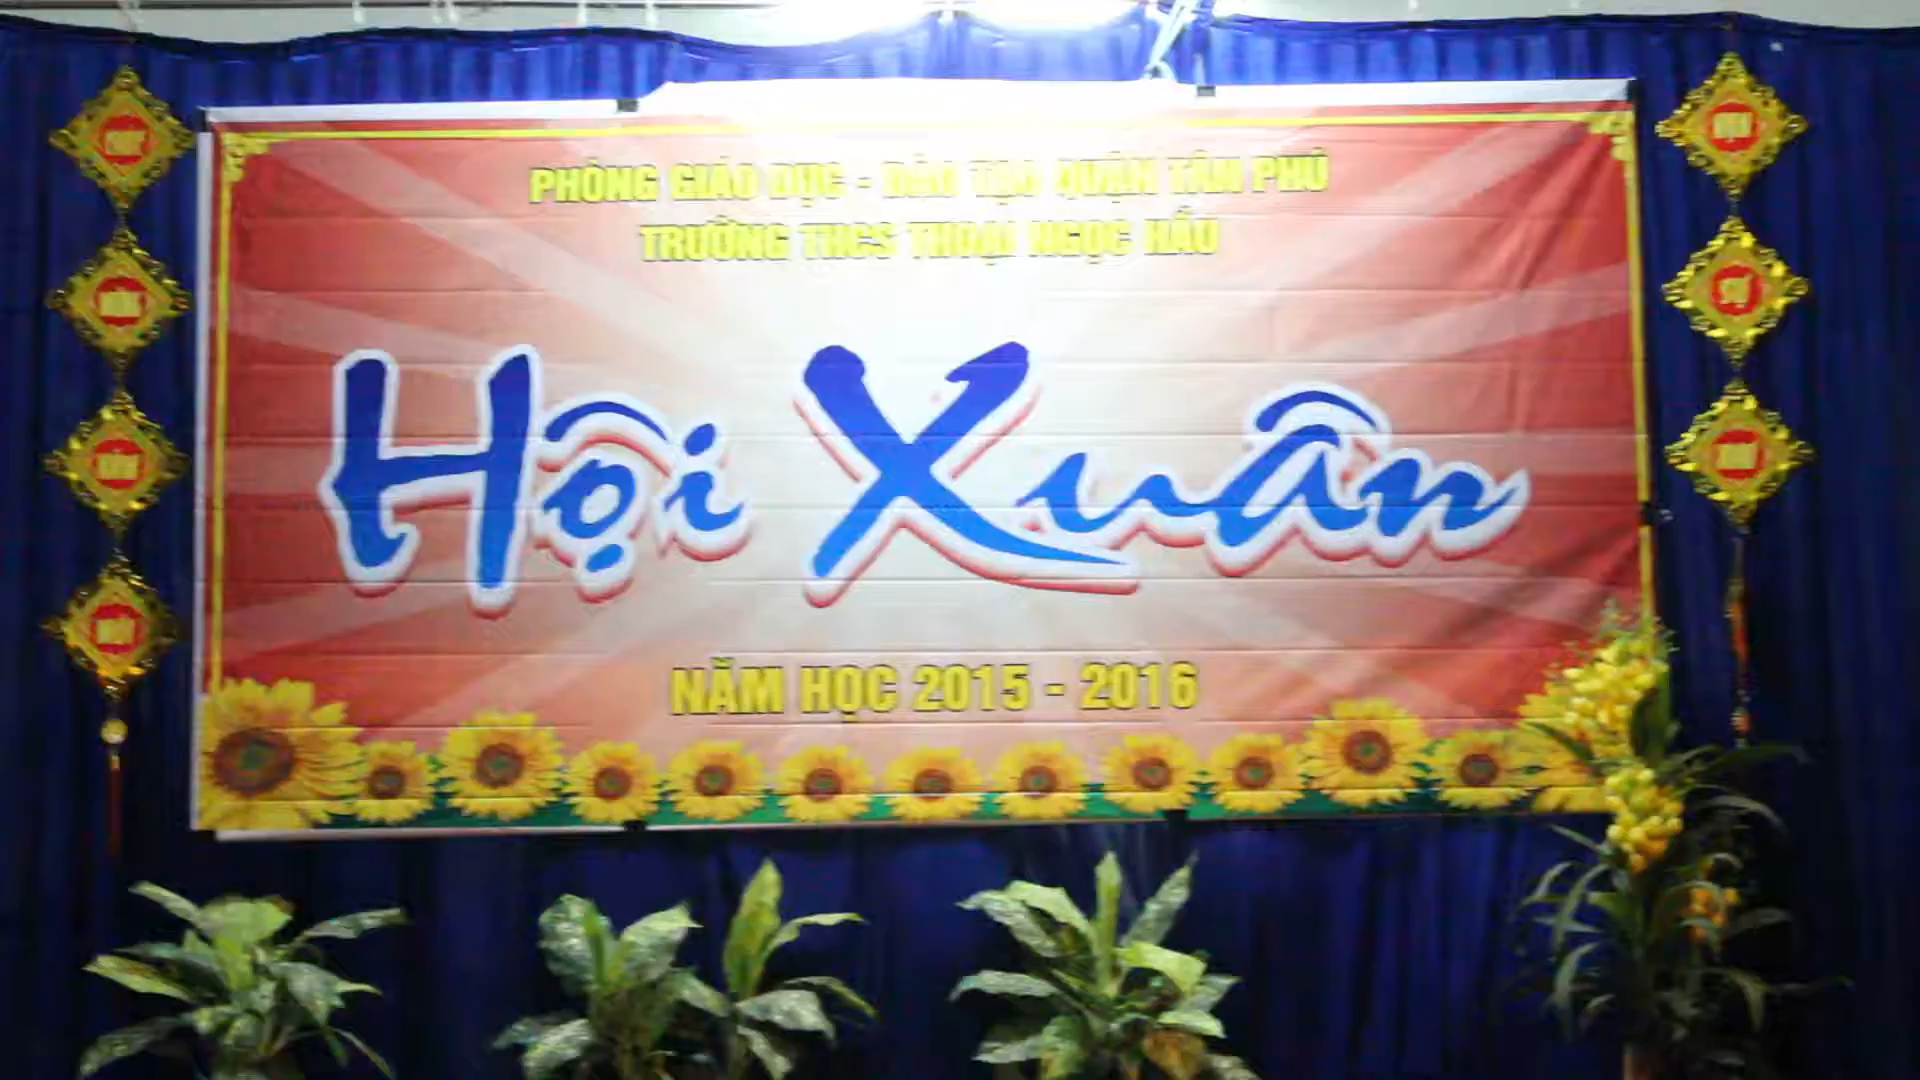 PHÒNG GIÁO DỤC - ĐÀO TẠO QUẬN TÂN PHÚ
TRƯỜNG THCS THOẠI NGỌC HẦU
Hội Xuân
NĂM HỌC 2015 - 2016